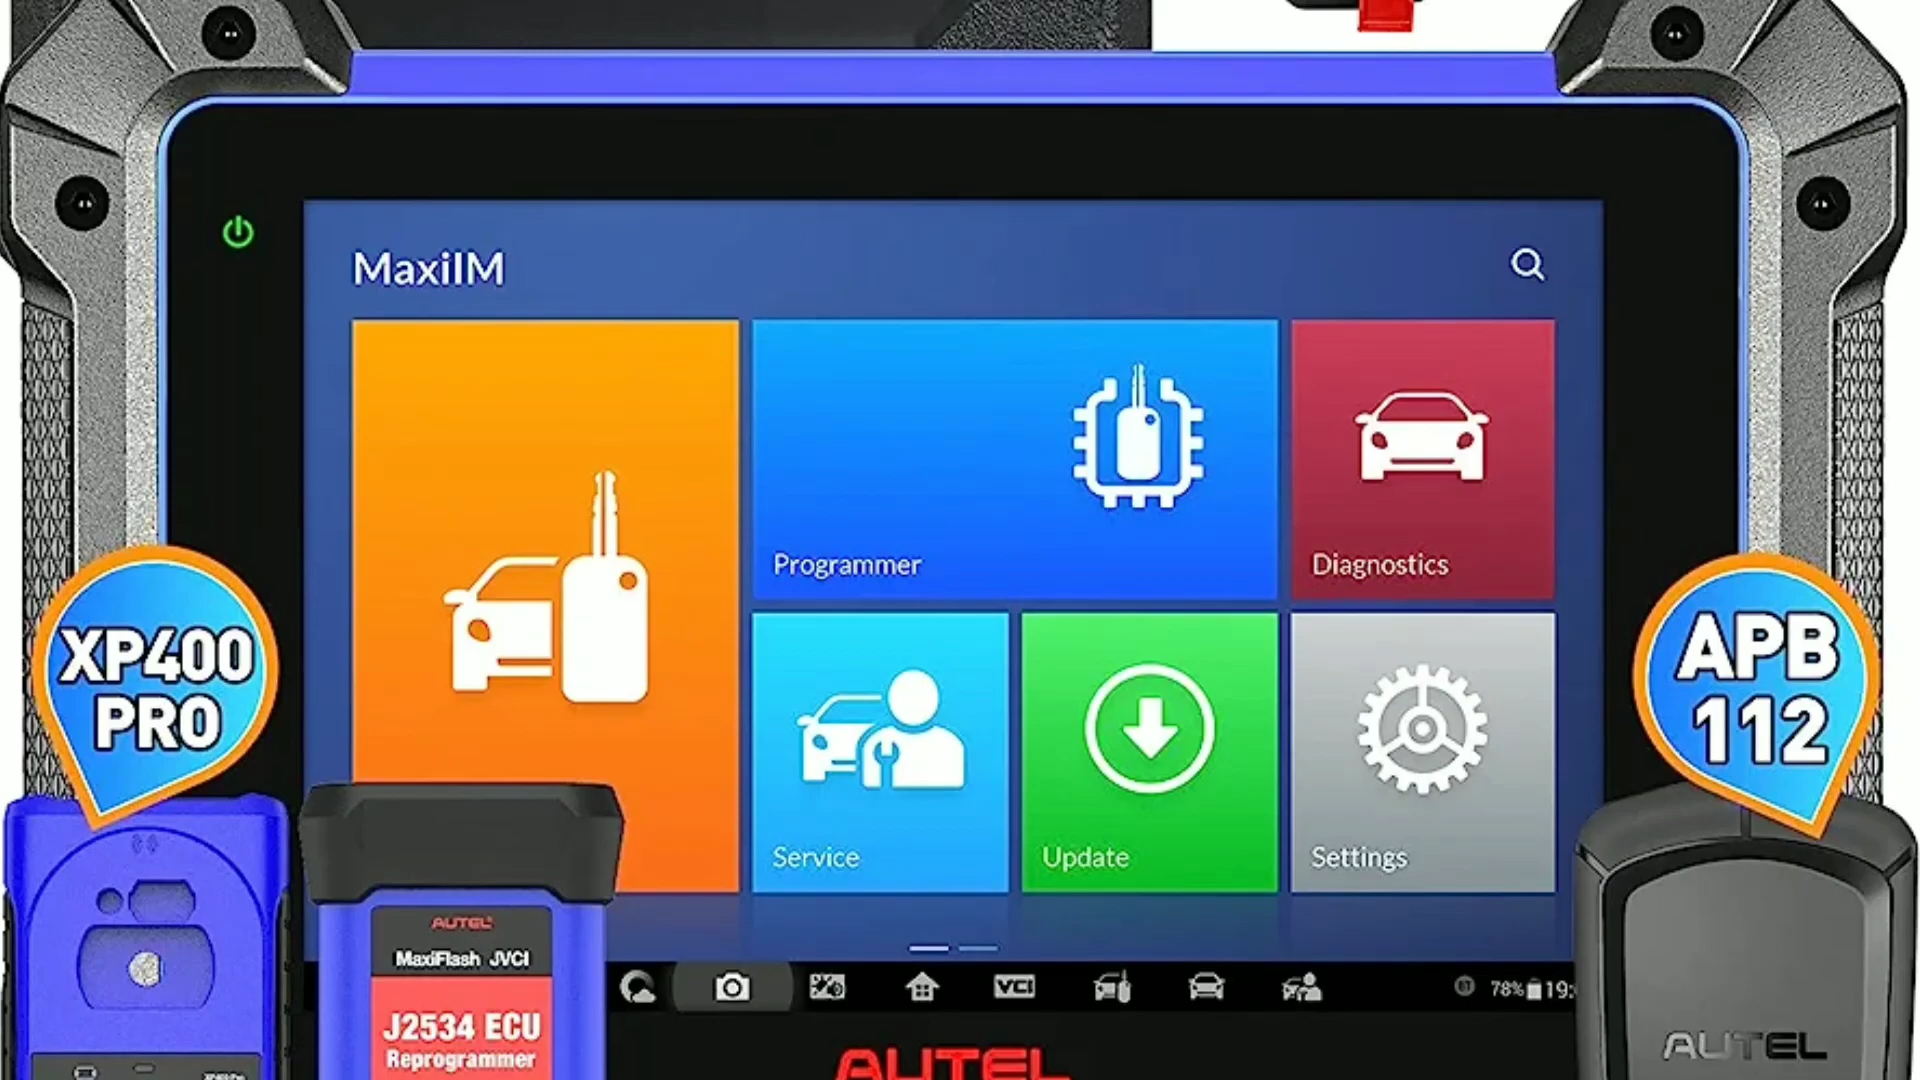 MaxiIM
Programmer
Diagnostics
XP400
PRO
APB
112
Service
Update
Settings
AUTEL
MaxiFlash JVCI
VCI
78%
J2534 ECU
Reprogrammer
AUTEL
AUTEL